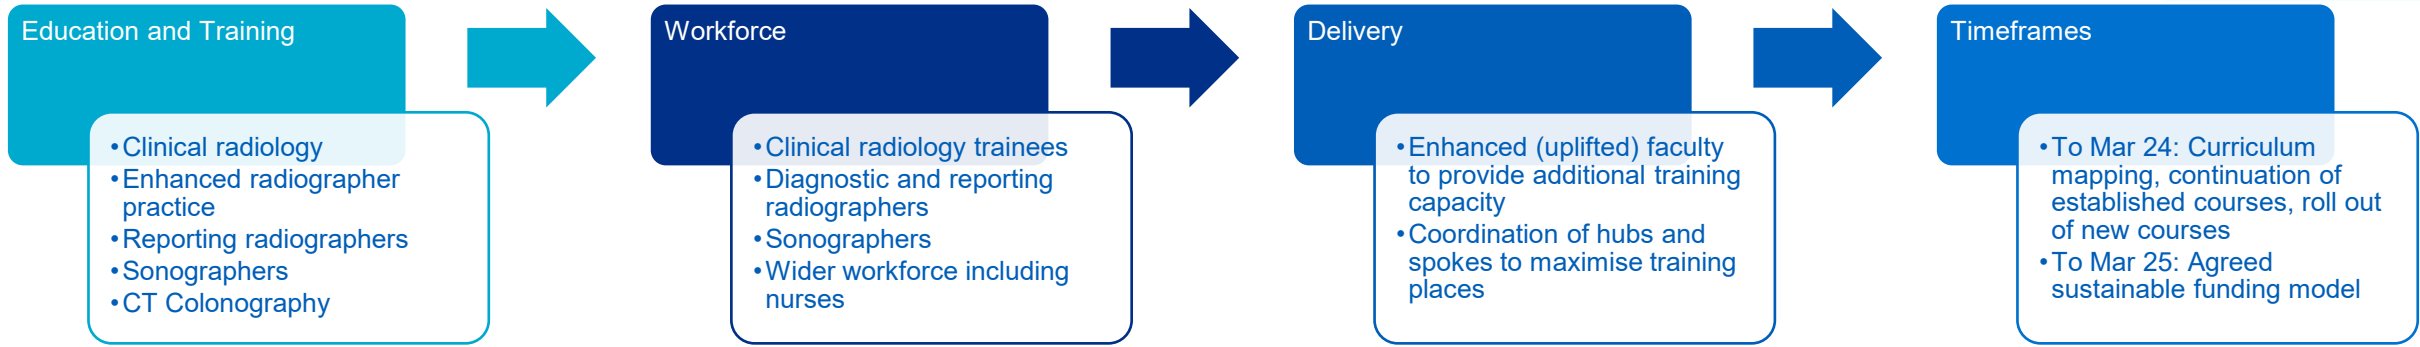 Education and Training
•Clinical radiology
•Enhanced radiographer
practice
•Reporting radiographers
•Sonographers
•CT Colonography
Workforce
•Clinical radiology trainees
•Diagnostic and reporting
radiographers
•Sonographers
•Wider workforce including
nurses
Delivery
•Enhanced (uplifted) faculty
to provide additional training
capacity
•Coordination of hubs and
spokes to maximise training
places
Timeframes
•To Mar 24: Curriculum
mapping, continuation of
established courses, roll out
of new courses
•To Mar 25: Agreed
sustainable funding model